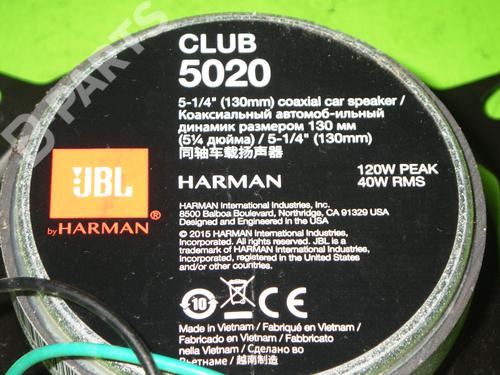 CLUB
5020
5-1/4" (130mm) coaxial car speaker /
Коаксиальный автомоб-ильный
динамик размером 130 мм
(5¼ дюйма) / 5-1/4" (130mm)
同轴车载扬声器
JBL
by HARMAN®
HARMAN
120W PEAK
40W RMS
HARMAN International Industries, Inc.
8500 Balboa Boulevard, Northridge, CA 91329 USA
Designed and Engineered in the USA
© 2015 HARMAN International Industries,
Incorporated. All rights reserved. JBL is a
trademark of HARMAN International Industries,
Incorporated, registered in the United States
and/or other countries.
10
CE
Made in Vietnam / Fabriqué en Vietnam /
Fabricado en Vietnam / Fabbricato
nella Vietnam / Сделано во
Вьетнаме / 越南制造
B PARTS